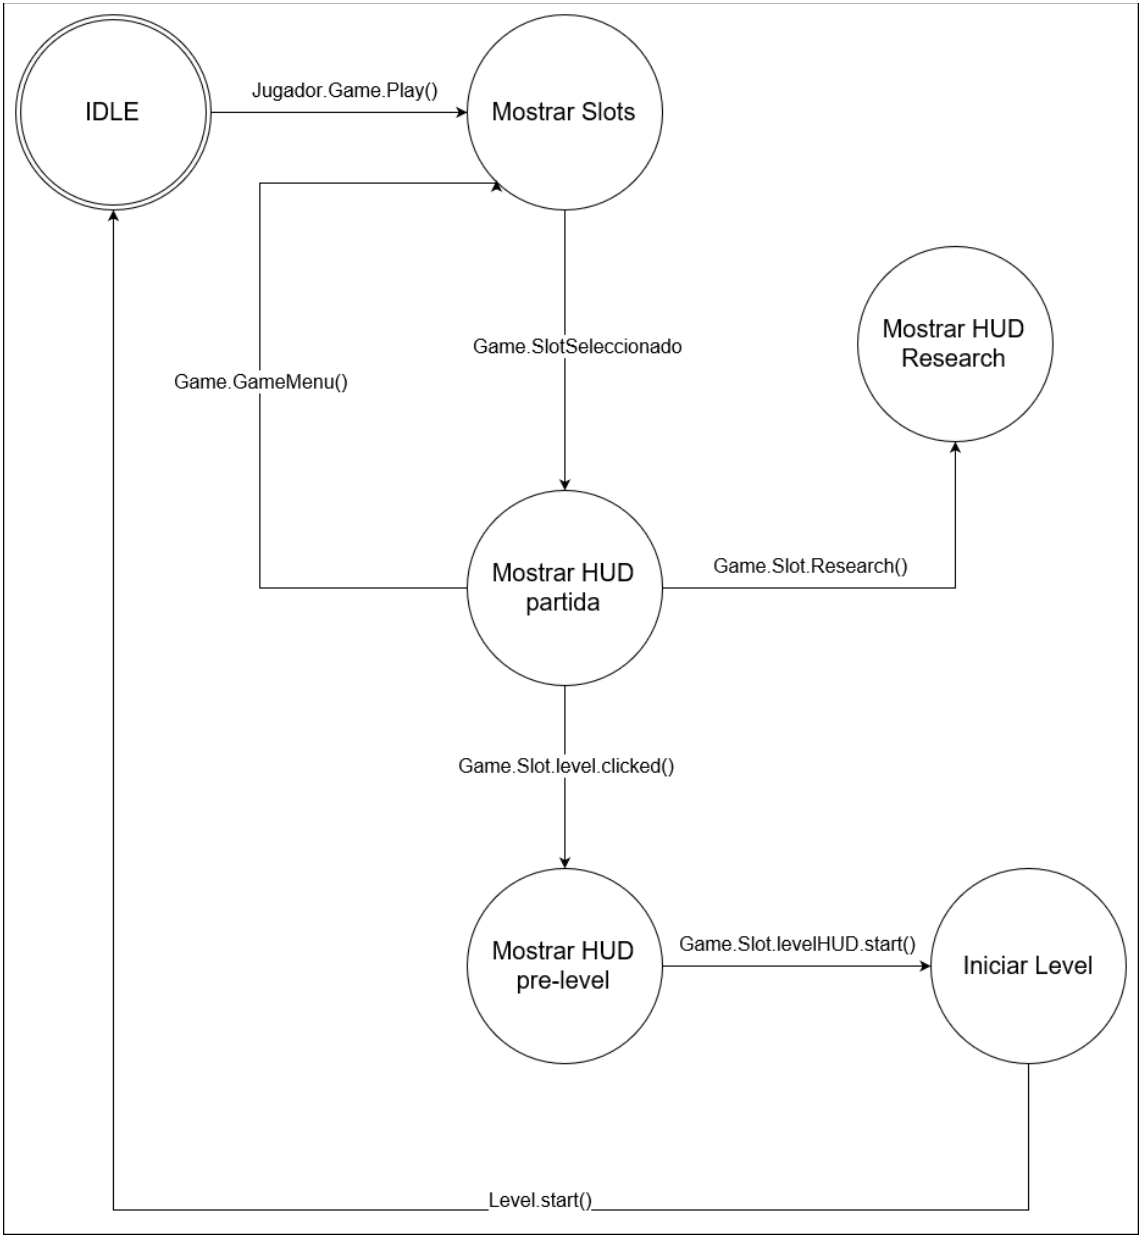 Jugador.Game.Play()
IDLE
Mostrar Slots
Mostrar HUD
Research
Game.SlotSeleccionado
Game.GameMenu()
Mostrar HUD
partida
Game.Slot.Research()
Game.Slot.level.clicked()
Mostrar HUD
pre-level
Game.Slot.levelHUD.start()
Iniciar Level
Level.start()